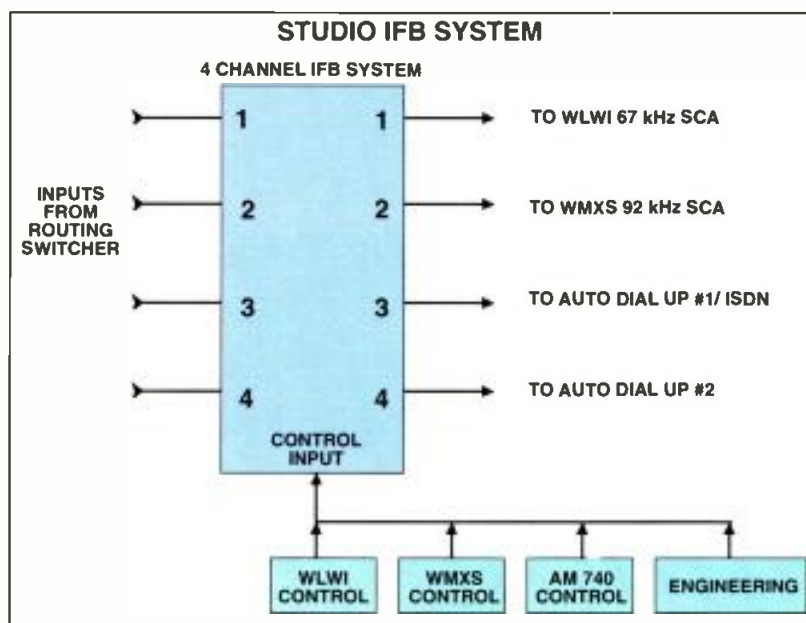 STUDIO IFB SYSTEM
4 CHANNEL IFB SYSTEM
1 1 TO WLWI 67 kHz SCA
INPUTS
FROM
ROUTING
SWITCHER
2 2 TO WMXS 92 kHz SCA
3 3 TO AUTO DIAL UP #1/ ISDN
4 4 TO AUTO DIAL UP #2
CONTROL
INPUT
WLWI
CONTROL
WMXS
CONTROL
AM 740
CONTROL
ENGINEERING